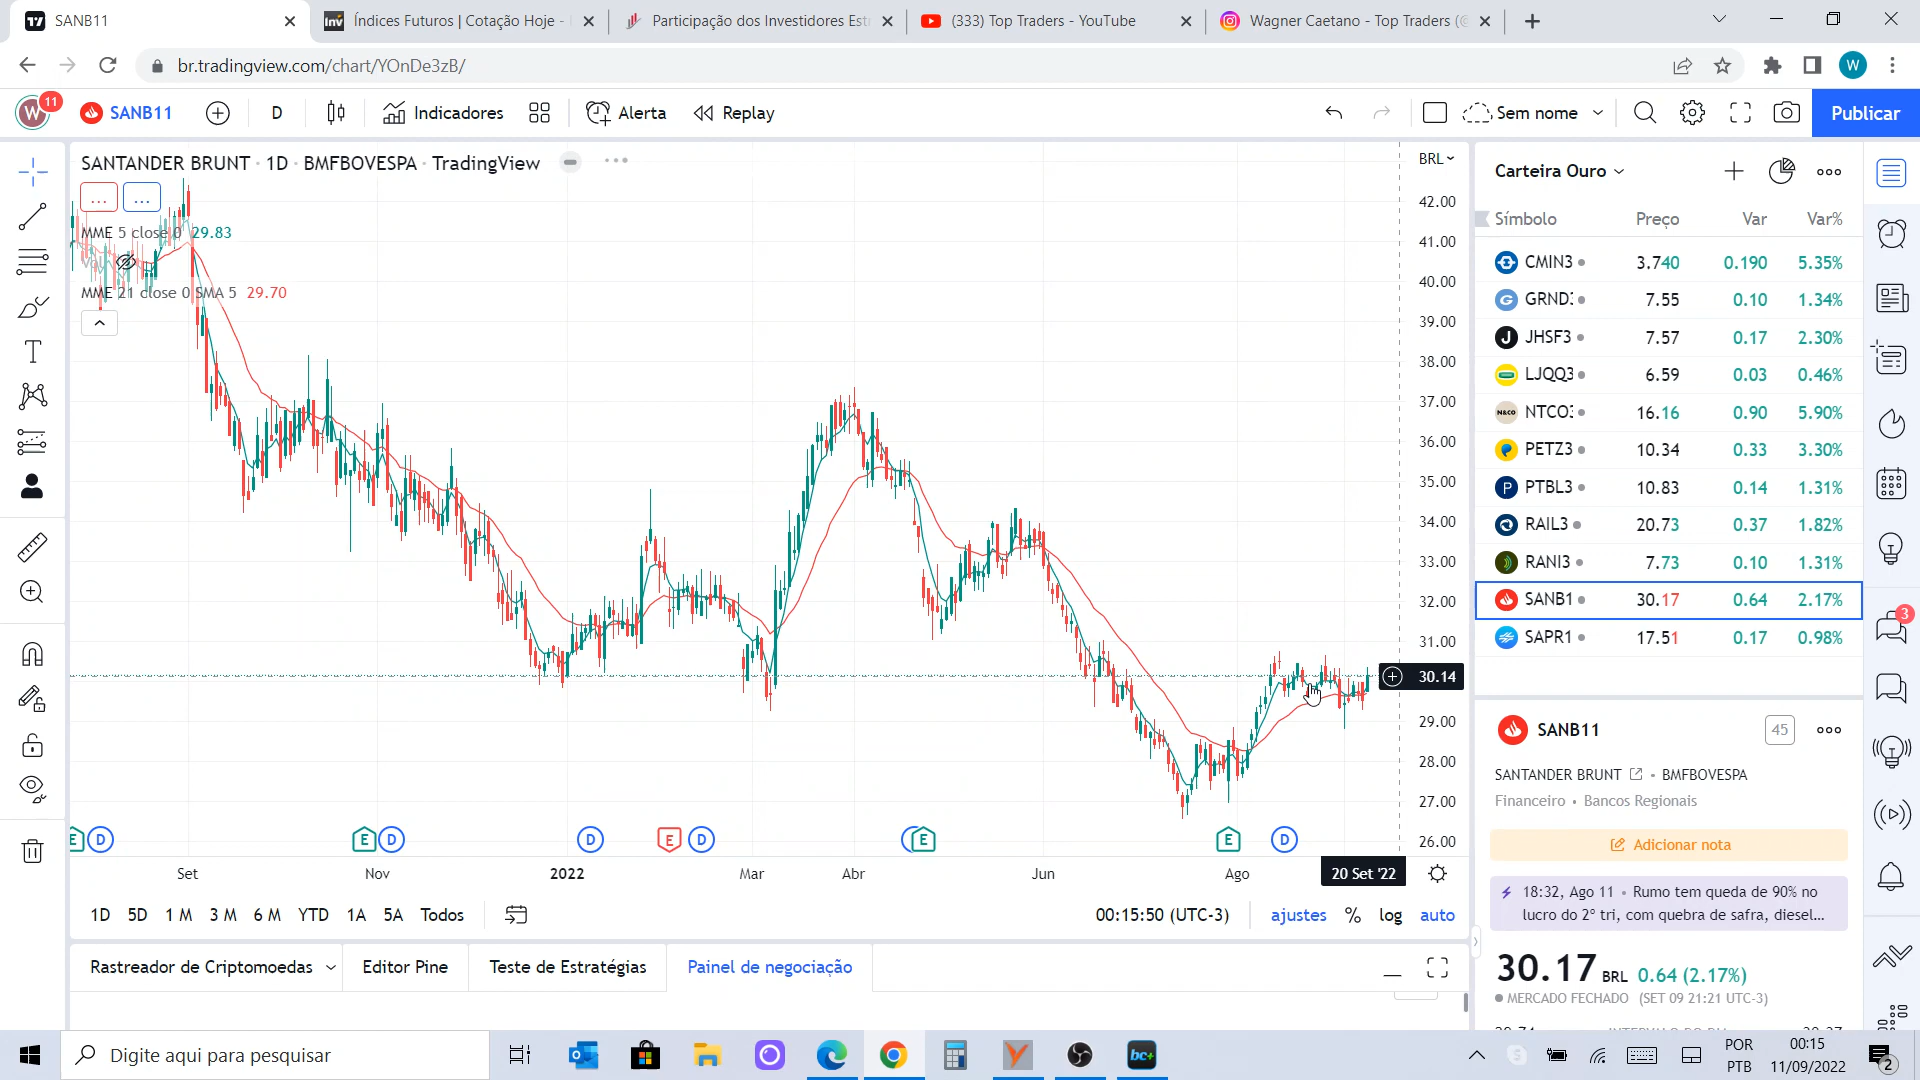 SANB11
Índices Futuros | Cotação Hoje -
Participação dos Investidores Est
(333) Top Traders - YouTube
Wagner Caetano - Top Traders (@
br.tradingview.com/chart/YOnDe3zB/
W
W
11
SANB11
D
Indicadores
Alerta
Replay
Sem nome
Publicar
SANTANDER BRUNT · 1D · BMFBOVESPA · TradingView
BRL
... ...
MME 5 close 0 29.83
Vol
MME 21 close 0 SMA 5 29.70
42.00
41.00
40.00
39.00
38.00
37.00
36.00
35.00
34.00
33.00
32.00
31.00
30.14
29.00
28.00
27.00
26.00
E D E D D E D E E D
Set Nov 2022 Mar Abr Jun Ago 20 Set '22
1D 5D 1 M 3 M 6 M YTD 1A 5A Todos
00:15:50 (UTC-3) ajustes % log auto
Rastreador de Criptomoedas
Editor Pine
Teste de Estratégias
Painel de negociação
Carteira Ouro
Símbolo Preço Var Var%
CMIN3 3.740 0.190 5.35%
GRND3 7.55 0.10 1.34%
JHSF3 7.57 0.17 2.30%
LJQQ3 6.59 0.03 0.46%
NTCO3 16.16 0.90 5.90%
PETZ3 10.34 0.33 3.30%
PTBL3 10.83 0.14 1.31%
RAIL3 20.73 0.37 1.82%
RANI3 7.73 0.10 1.31%
SANB1 30.17 0.64 2.17%
SAPR1 17.51 0.17 0.98%
3
SANB11
45
SANTANDER BRUNT • BMFBOVESPA
Financeiro • Bancos Regionais
Adicionar nota
18:32, Ago 11 • Rumo tem queda de 90% no
lucro do 2º tri, com quebra de safra, diesel...
30.17 BRL 0.64 (2.17%)
MERCADO FECHADO (SET 09 21:21 UTC-3)
Digite aqui para pesquisar
bc+
POR
PTB
00:15
11/09/2022
2